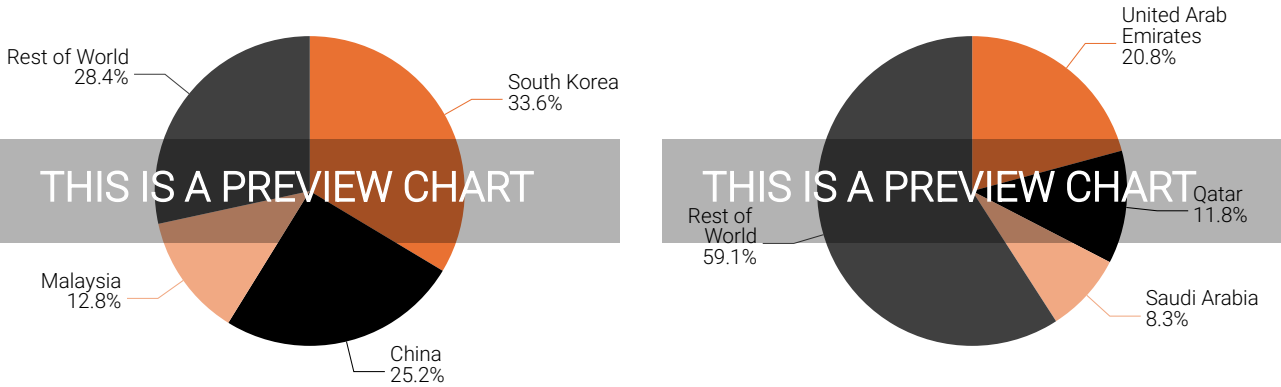 Rest of World
28.4%
South Korea
33.6%
THIS IS A PREVIEW CHART
Malaysia
12.8%
China
25.2%
United Arab
Emirates
20.8%
THIS IS A PREVIEW CHART
Qatar
11.8%
Rest of
World
59.1%
Saudi Arabia
8.3%